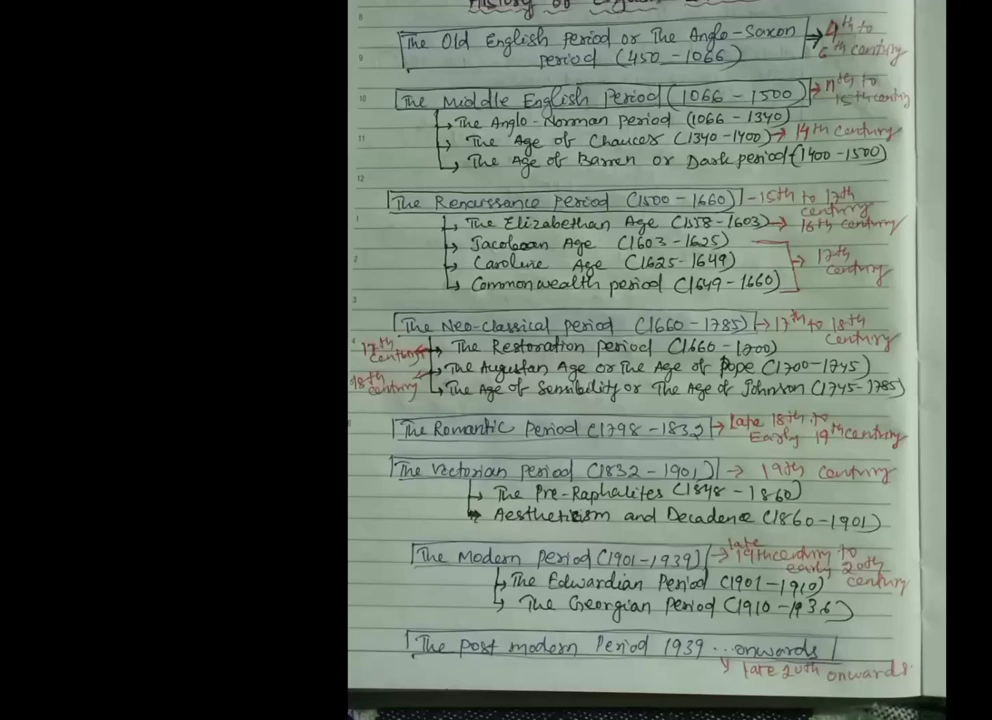 History of English
The Old English Period or The Anglo-Saxon → 4th to
period (450-1066) 6th century
The Middle English Period (1066-1500) → nth to
15th century
The Anglo-Norman period (1066-1340)
The Age of Chaucer (1340-1400) → 14th century
The Age of Barren or Dark period (1400-1500)
The Renaissance period (1500-1660) - 15th to 17th
century
The Elizabethan Age (1558-1603) → 16th century
Jacobean Age (1603-1625)
Caroline Age (1625-1649) 17th
century
Commonwealth period (1649-1660)
The Neo-classical period (1660-1785) → 17th to 18th
century
17th century The Restoration period (1660-1700)
18th century The Augustan Age or The Age of Pope (1700-1745)
The Age of Sensibility or The Age of Johnson (1745-1785)
The Romantic Period (1798-1832) → Late 18th to
Early 19th century
The Vectorian period (1832-1901) → 19th century
The Pre-Raphalites (1848-1860)
Aestheticism and Decadence (1860-1901)
The Modern period (1901-1939) → late 19th century to
early 20th
century
The Edwardian Period (1901-1910)
The Georgian Period (1910-1936)
The post modern Period 1939 ...onwards
late 20th onwards.